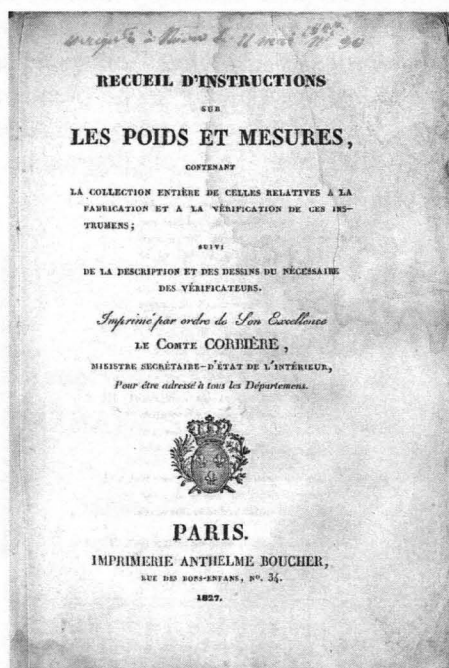 à
RECUEIL D'INSTRUCTIONS
SUR
LES POIDS ET MESURES,
CONTENANT
LA COLLECTION ENTIÈRE DE CELLES RELATIVES A LA
FABRICATION ET A LA VÉRIFICATION DE CES INS-
TRUMENS;
SUIVI
DE LA DESCRIPTION ET DES DESSINS DU NÉCESSAIRE
DES VÉRIFICATEURS.
Imprimé par ordre de Son Excellence
LE COMTE CORBIÈRE,
MINISTRE SECRÉTAIRE-D'ÉTAT DE L'INTÉRIEUR,
Pour être adressé à tous les Départemens.
PARIS.
IMPRIMERIE ANTHELME BOUCHER,
RUE DES BONS-ENFANS, Nº. 34.
1827.